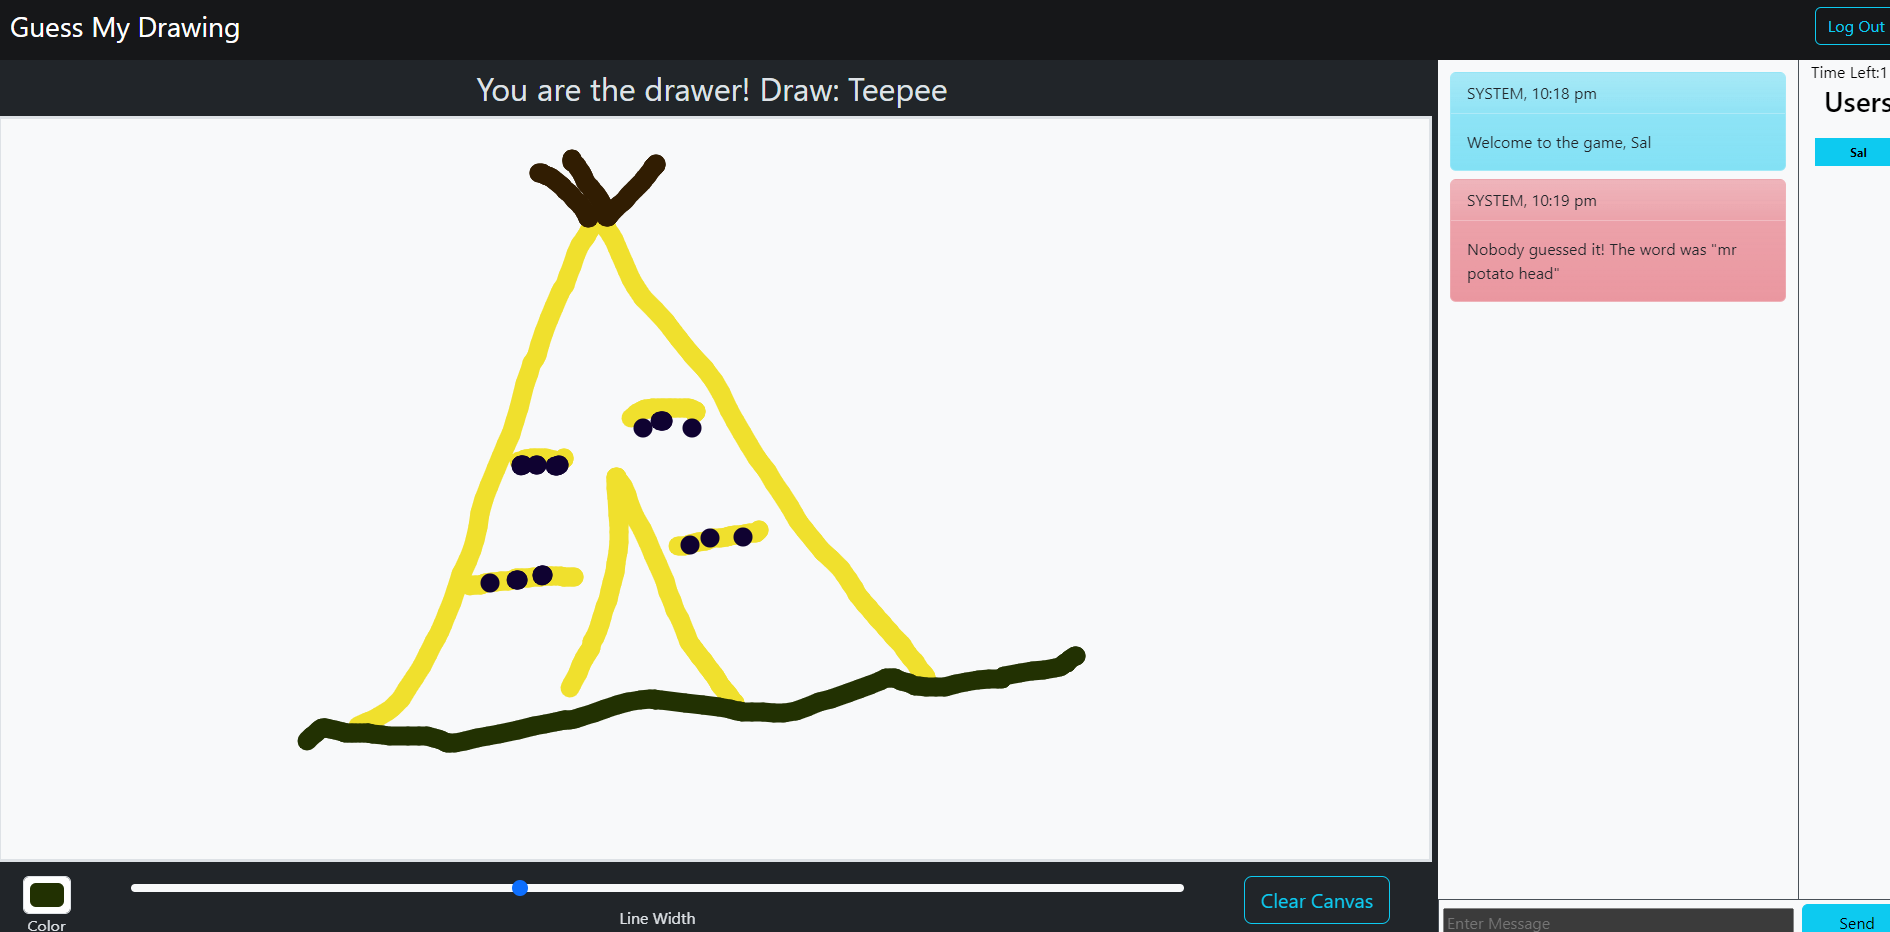 Guess My Drawing
Log Out
You are the drawer! Draw: Teepee
SYSTEM, 10:18 pm
Welcome to the game, Sal
SYSTEM, 10:19 pm
Nobody guessed it! The word was "mr
potato head"
Time Left:1
Users
Sal
Color
Line Width
Clear Canvas
Enter Message
Send